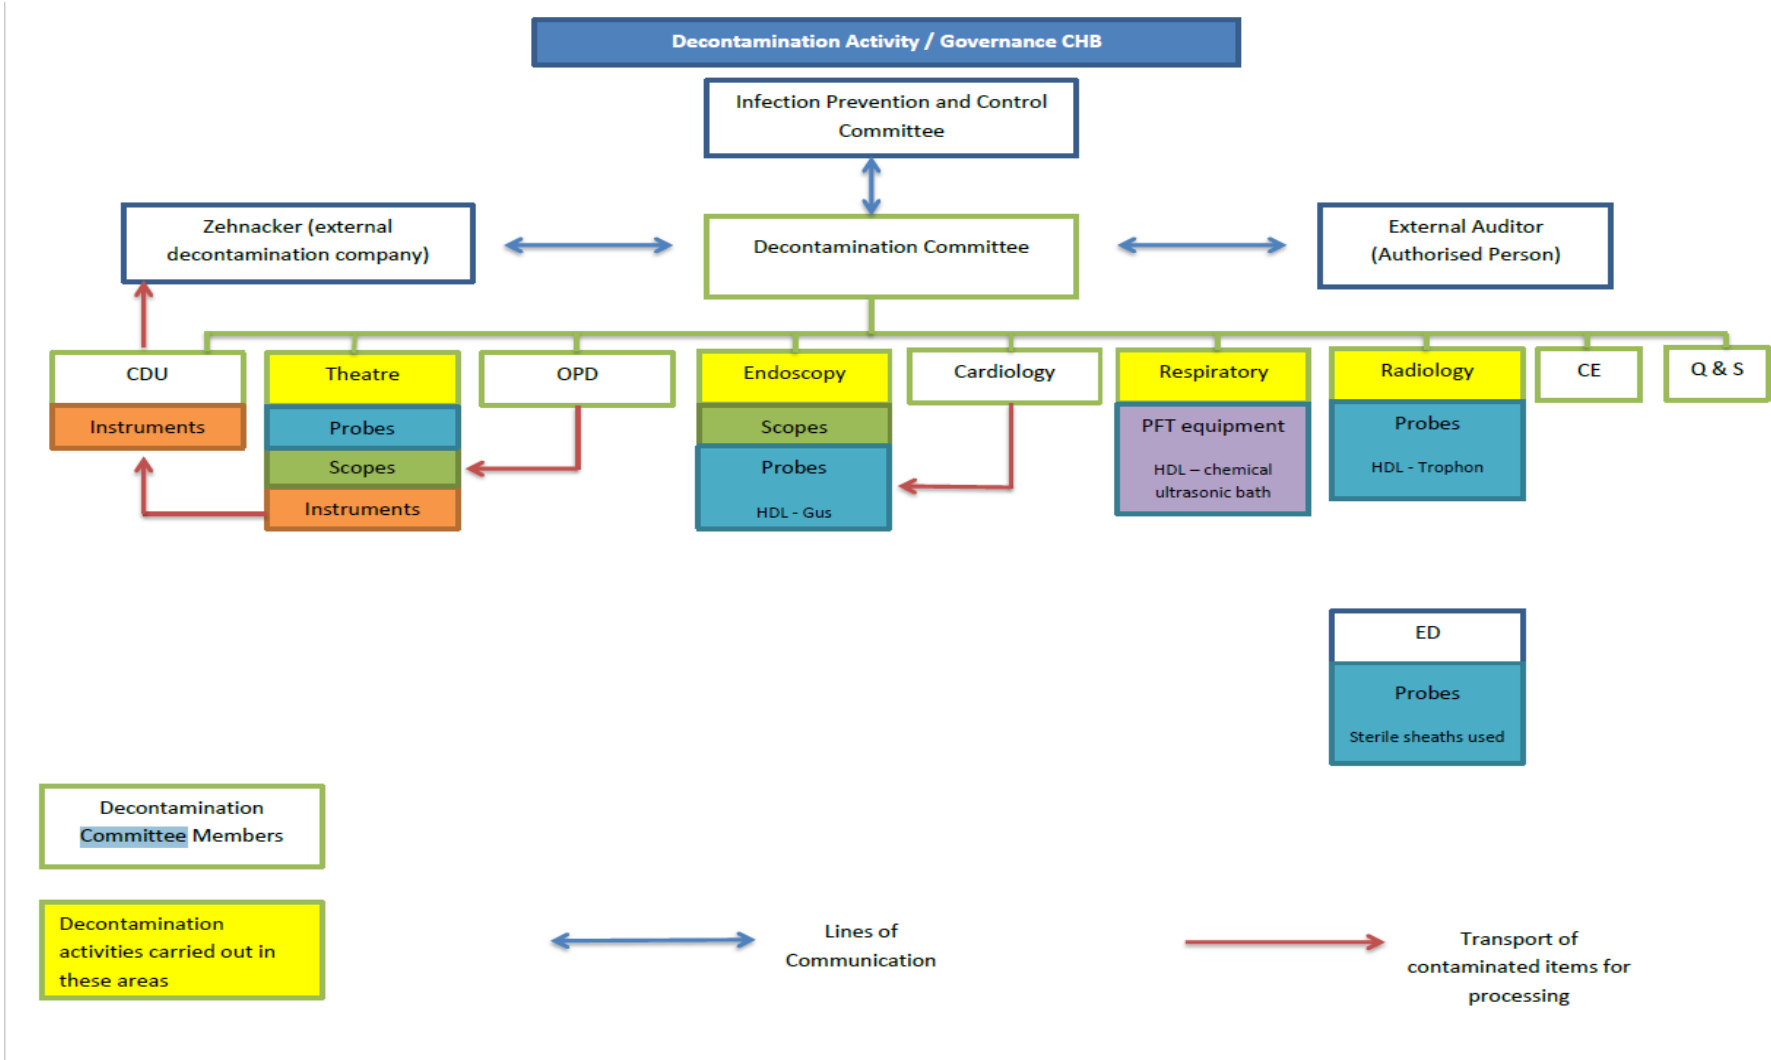 Decontamination Activity / Governance CHB
Infection Prevention and Control
Committee
Zehnacker (external
decontamination company)
Decontamination Committee
External Auditor
(Authorised Person)
CDU
Instruments
Theatre
Probes
Scopes
Instruments
OPD
Endoscopy
Scopes
Probes
HDL - Gus
Cardiology
Respiratory
PFT equipment
HDL – chemical
ultrasonic bath
Radiology
Probes
HDL - Trophon
CE
Q & S
ED
Probes
Sterile sheaths used
Decontamination
Committee Members
Decontamination
activities carried out in
these areas
Lines of
Communication
Transport of
contaminated items for
processing